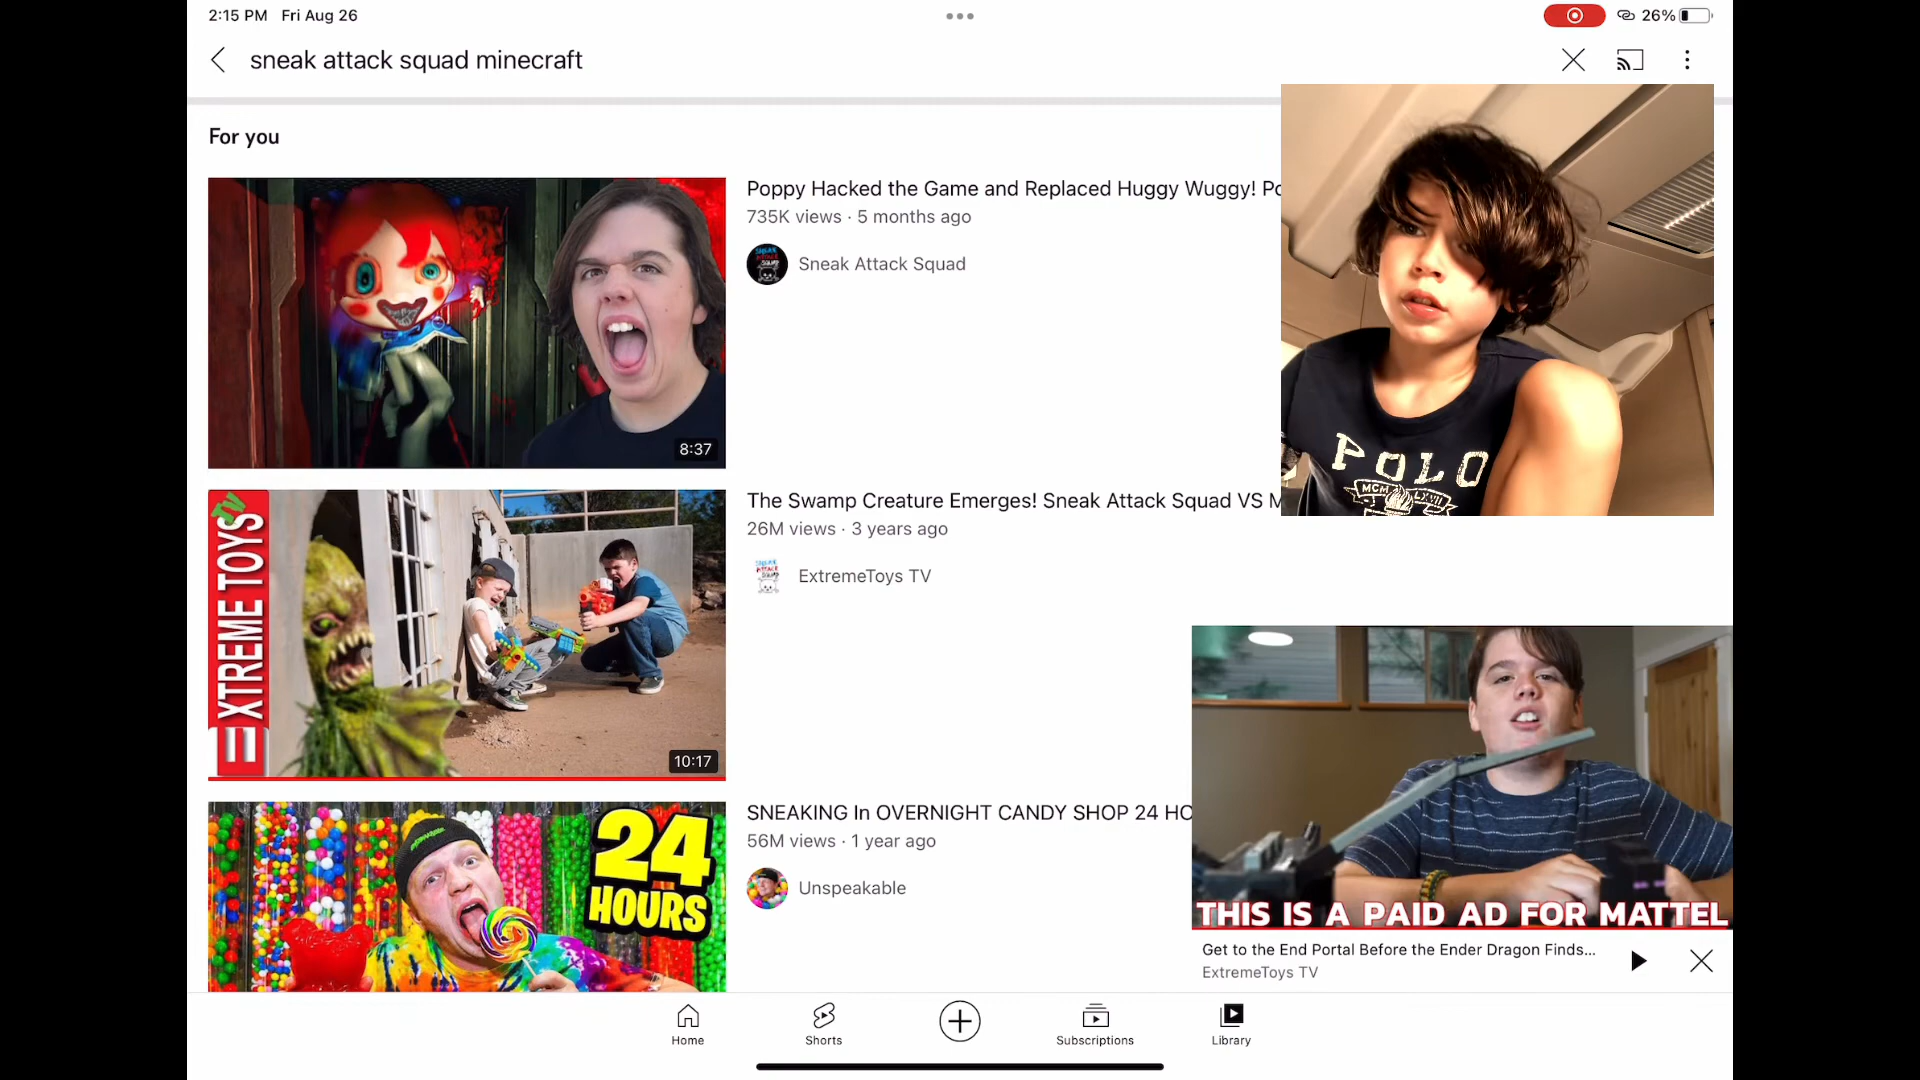 2:15 PM Fri Aug 26
26%
sneak attack squad minecraft
For you
Poppy Hacked the Game and Replaced Huggy Wuggy! Po
735K views · 5 months ago
Sneak Attack Squad
8:37
POLO
MCM LXVII
EXTREME TOYS TV
The Swamp Creature Emerges! Sneak Attack Squad VS M
26M views · 3 years ago
ExtremeToys TV
10:17
24
HOURS
SNEAKING In OVERNIGHT CANDY SHOP 24 HO
56M views · 1 year ago
Unspeakable
THIS IS A PAID AD FOR MATTEL
Get to the End Portal Before the Ender Dragon Finds...
ExtremeToys TV
Home
Shorts
Subscriptions
Library